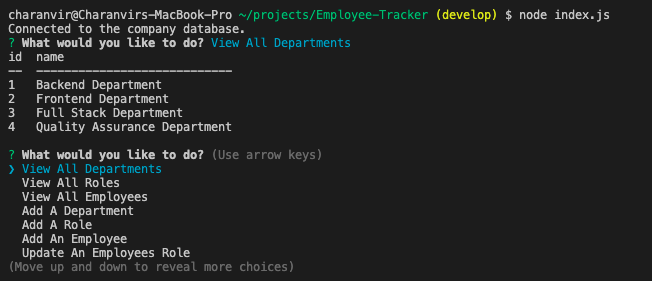 charanvir@Charanvirs-MacBook-Pro ~/projects/Employee-Tracker (develop) $ node index.js
Connected to the company database.
? What would you like to do? View All Departments
id  name
--  ----------------------------
1   Backend Department
2   Frontend Department
3   Full Stack Department
4   Quality Assurance Department

? What would you like to do? (Use arrow keys)
❯ View All Departments
  View All Roles
  View All Employees
  Add A Department
  Add A Role
  Add An Employee
  Update An Employees Role
(Move up and down to reveal more choices)